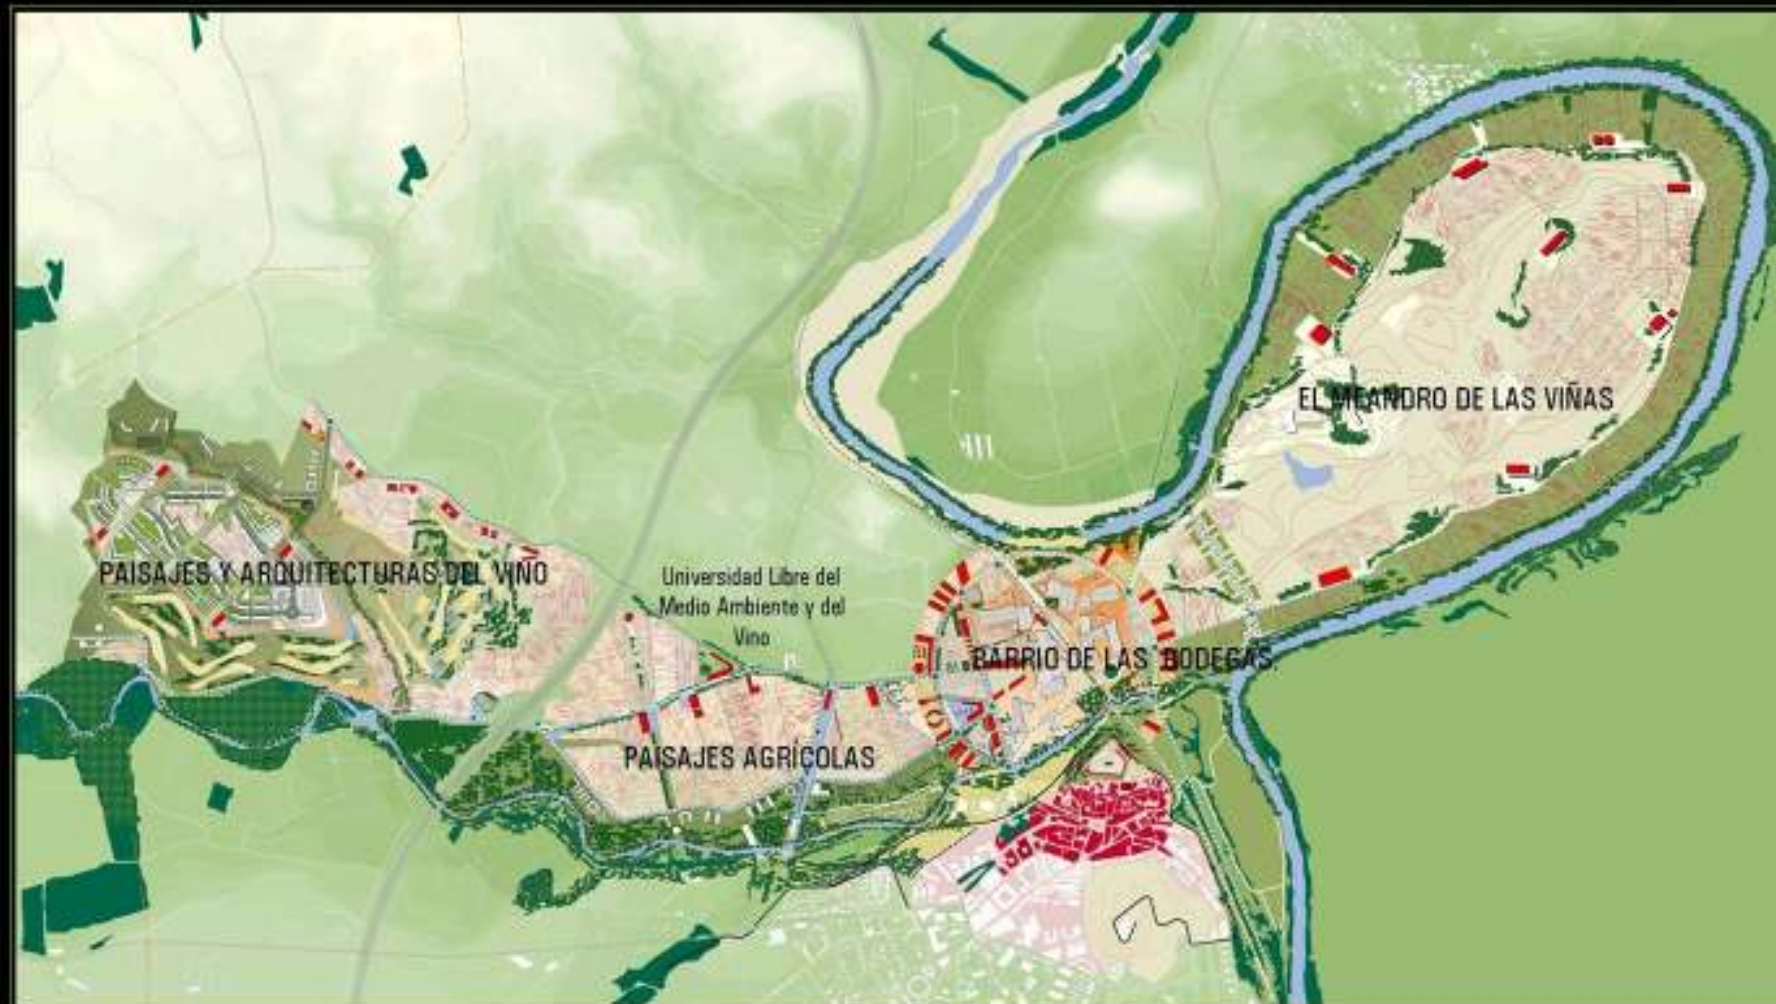 EL MEANDRO DE LAS VIÑAS
PAISAJES Y ARQUITECTURAS DEL VIÑO
Universidad Libre del
Medio Ambiente y del
Vino
BARRIO DE LAS BODEGAS
PAISAJES AGRÍCOLAS